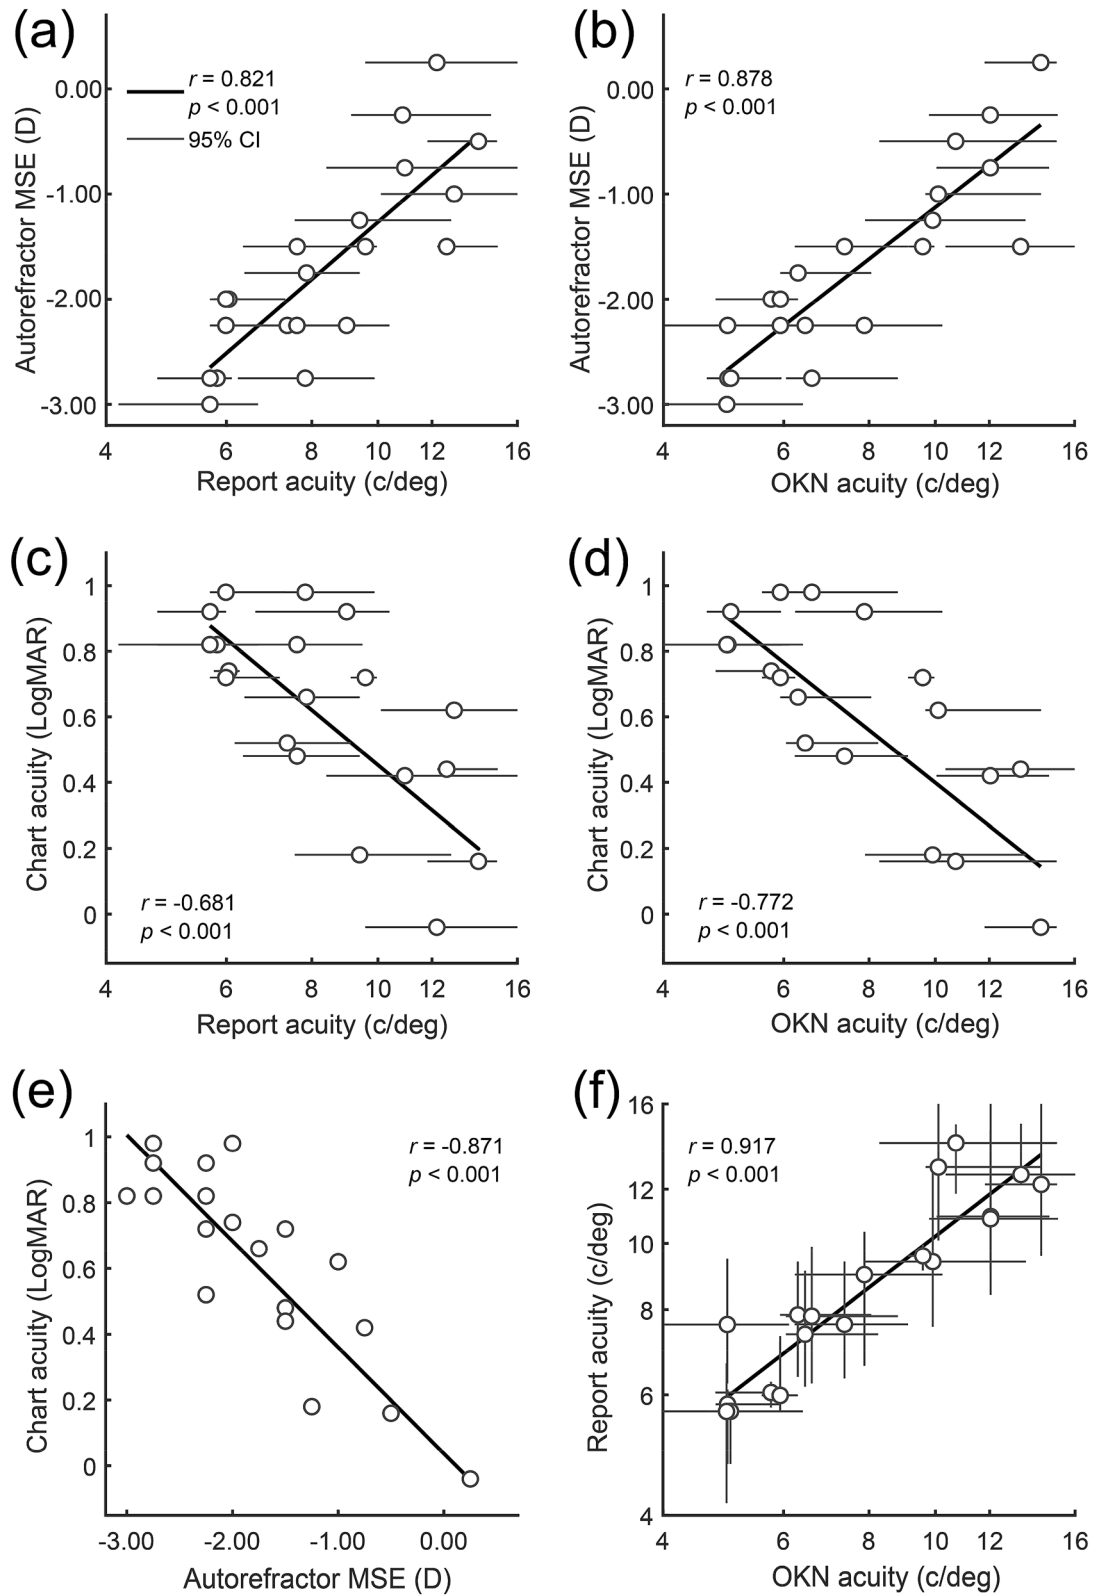 (a)
r = 0.821
p < 0.001
95% CI
0.00
-1.00
-2.00
-3.00
Autorefractor MSE (D)
4 6 8 10 12 16
Report acuity (c/deg)
(b)
r = 0.878
p < 0.001
0.00
-1.00
-2.00
-3.00
Autorefractor MSE (D)
4 6 8 10 12 16
OKN acuity (c/deg)
(c)
1
0.8
0.6
0.4
0.2
0
Chart acuity (LogMAR)
r = -0.681
p < 0.001
4 6 8 10 12 16
Report acuity (c/deg)
(d)
1
0.8
0.6
0.4
0.2
0
Chart acuity (LogMAR)
r = -0.772
p < 0.001
4 6 8 10 12 16
OKN acuity (c/deg)
(e)
r = -0.871
p < 0.001
1
0.8
0.6
0.4
0.2
0
Chart acuity (LogMAR)
-3.00 -2.00 -1.00 0.00
Autorefractor MSE (D)
(f)
r = 0.917
p < 0.001
16
12
10
8
6
4
Report acuity (c/deg)
4 6 8 10 12 16
OKN acuity (c/deg)